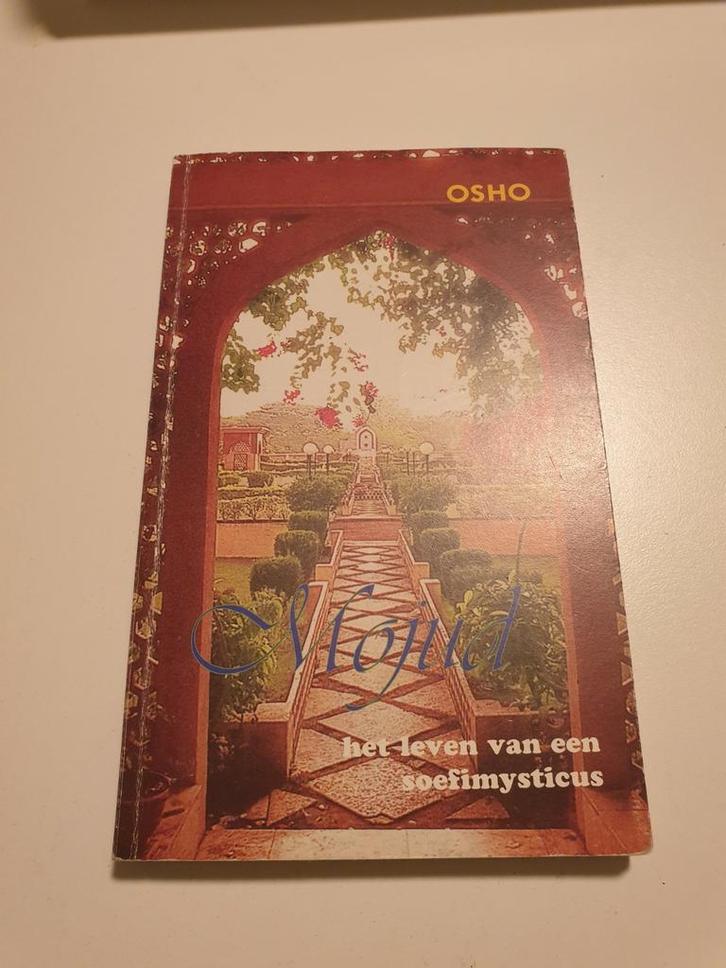 OSHO
Mojud
het leven van een
soefimysticus